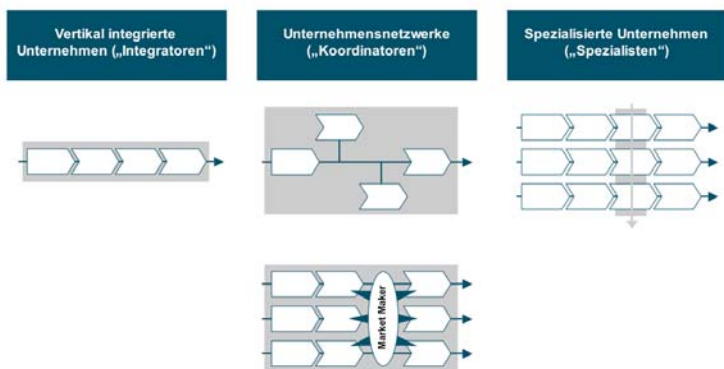 Vertikal integrierte
Unternehmen („Integratoren“)
Unternehmensnetzwerke
(„Koordinatoren“)
Spezialisierte Unternehmen
(„Spezialisten“)
Market Maker